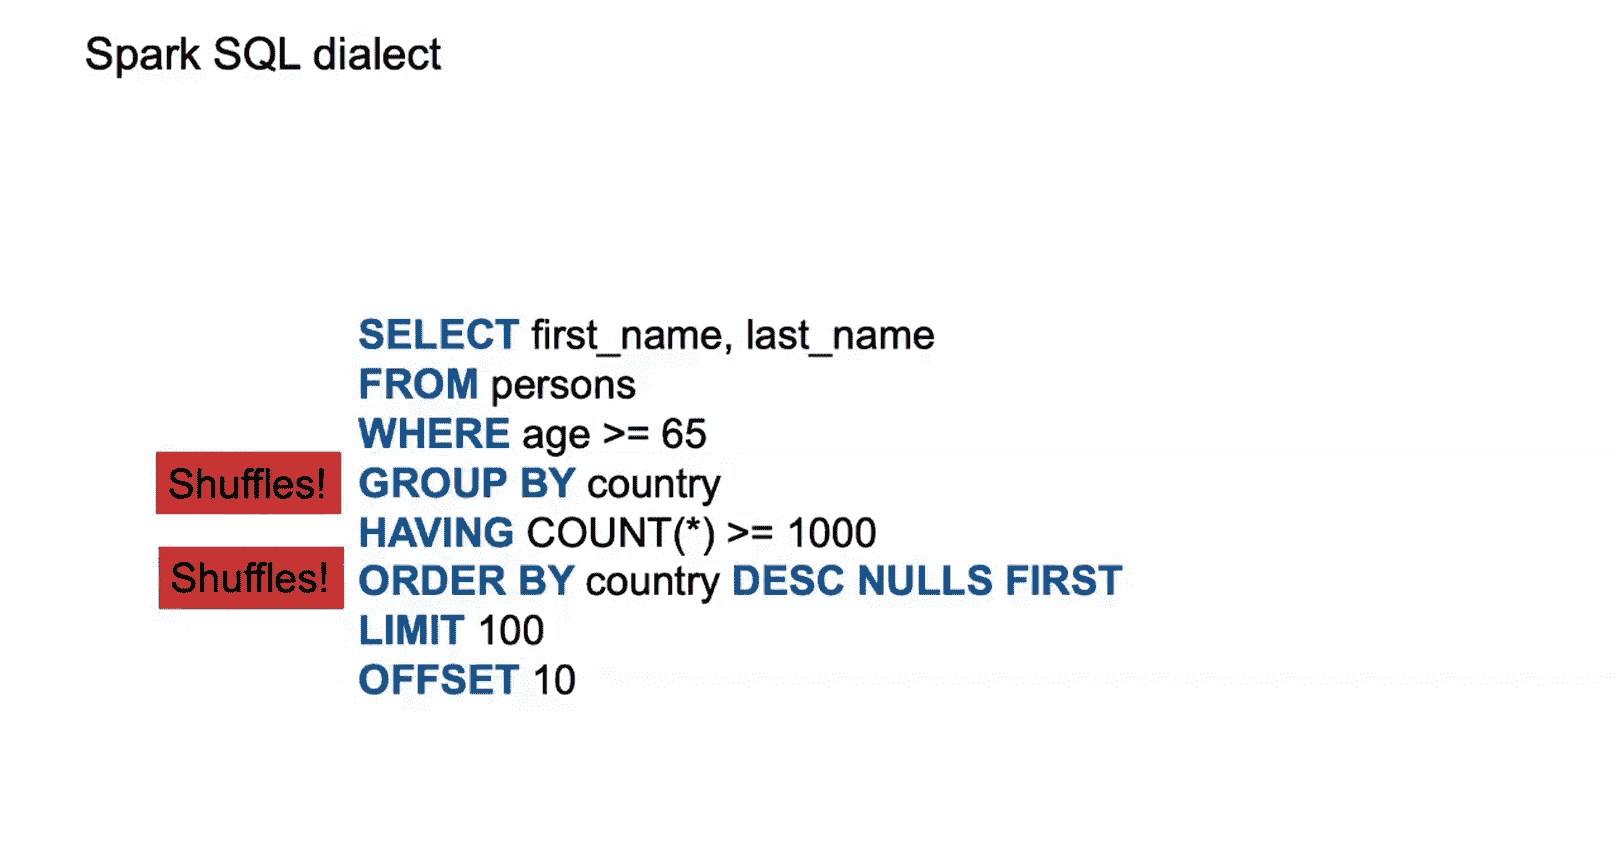 Spark SQL dialect
SELECT first_name, last_name
FROM persons
WHERE age >= 65
Shuffles! GROUP BY country
HAVING COUNT(*) >= 1000
Shuffles! ORDER BY country DESC NULLS FIRST
LIMIT 100
OFFSET 10